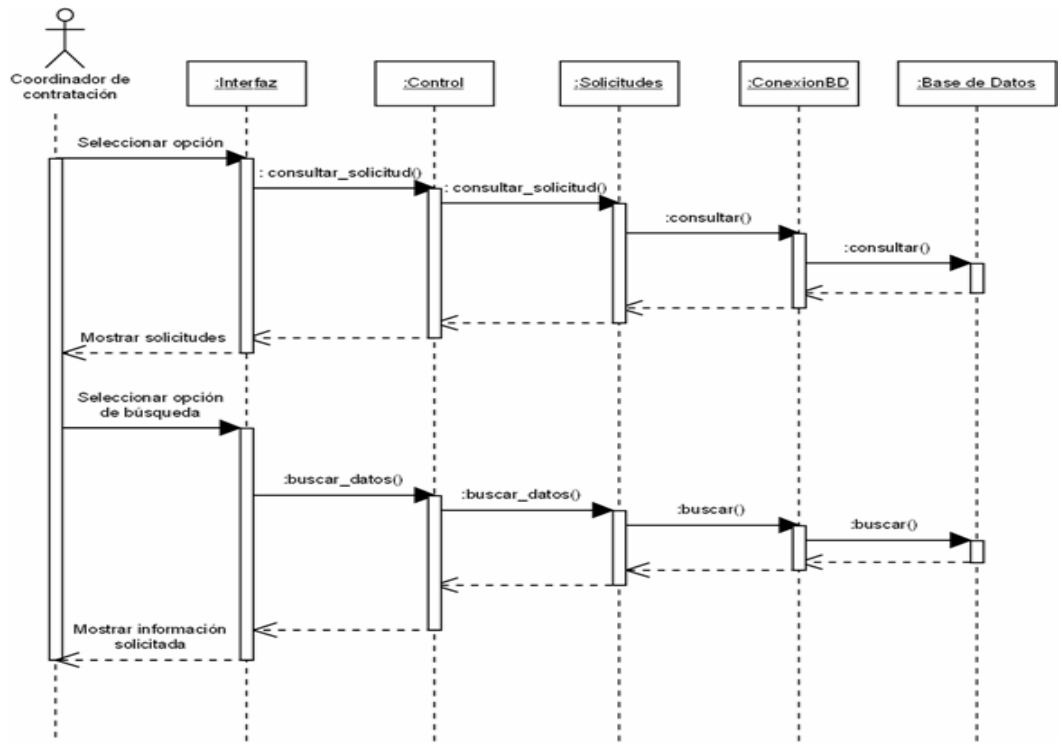 Coordinador de
contratación
:Interfaz
:Control
:Solicitudes
:ConexionBD
:Base de Datos
Seleccionar opción
: consultar_solicitud()
: consultar_solicitud()
:consultar()
:consultar()
Mostrar solicitudes
Seleccionar opción
de búsqueda
:buscar_datos()
:buscar_datos()
:buscar()
:buscar()
Mostrar información
solicitada